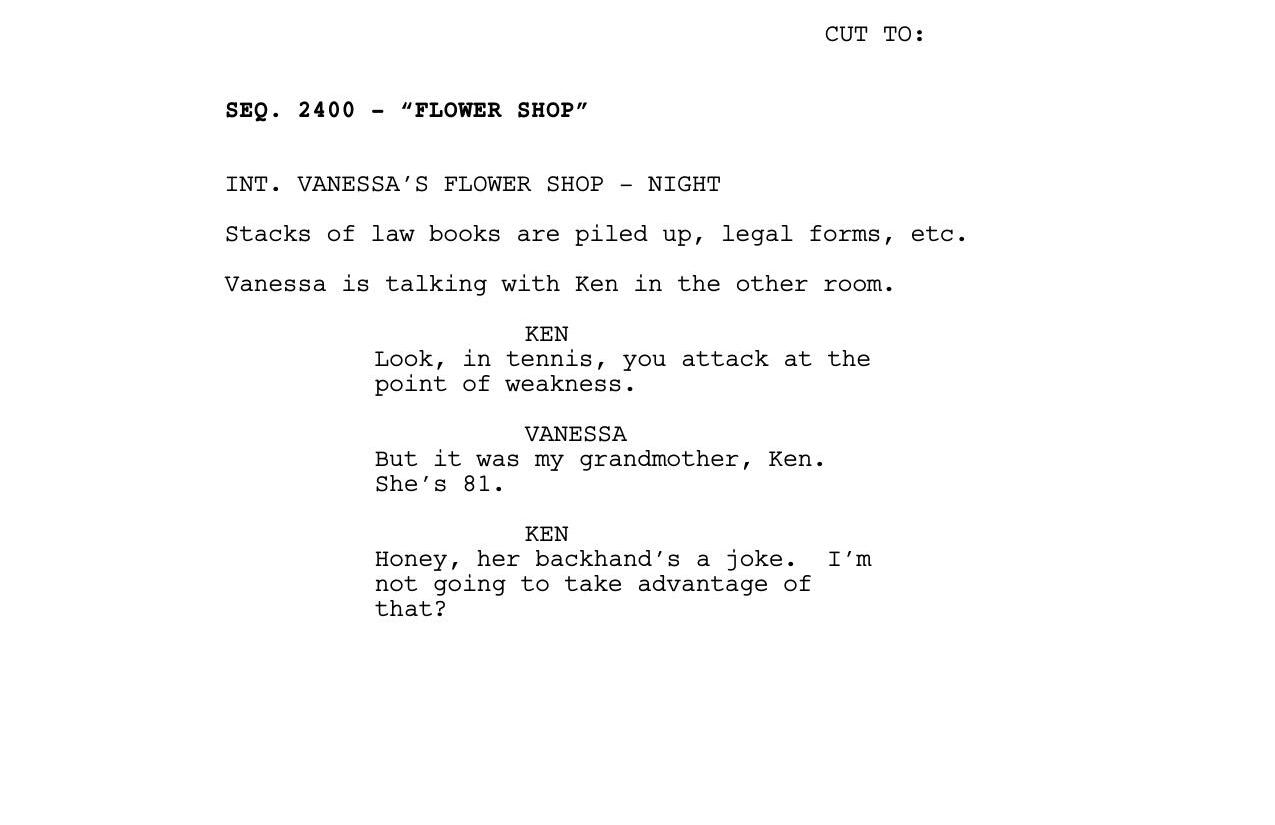 CUT TO:
SEQ. 2400 – “FLOWER SHOP”
INT. VANESSA’S FLOWER SHOP – NIGHT
Stacks of law books are piled up, legal forms, etc.
Vanessa is talking with Ken in the other room.
KEN
Look, in tennis, you attack at the
point of weakness.
VANESSA
But it was my grandmother, Ken.
She’s 81.
KEN
Honey, her backhand’s a joke.  I’m
not going to take advantage of
that?